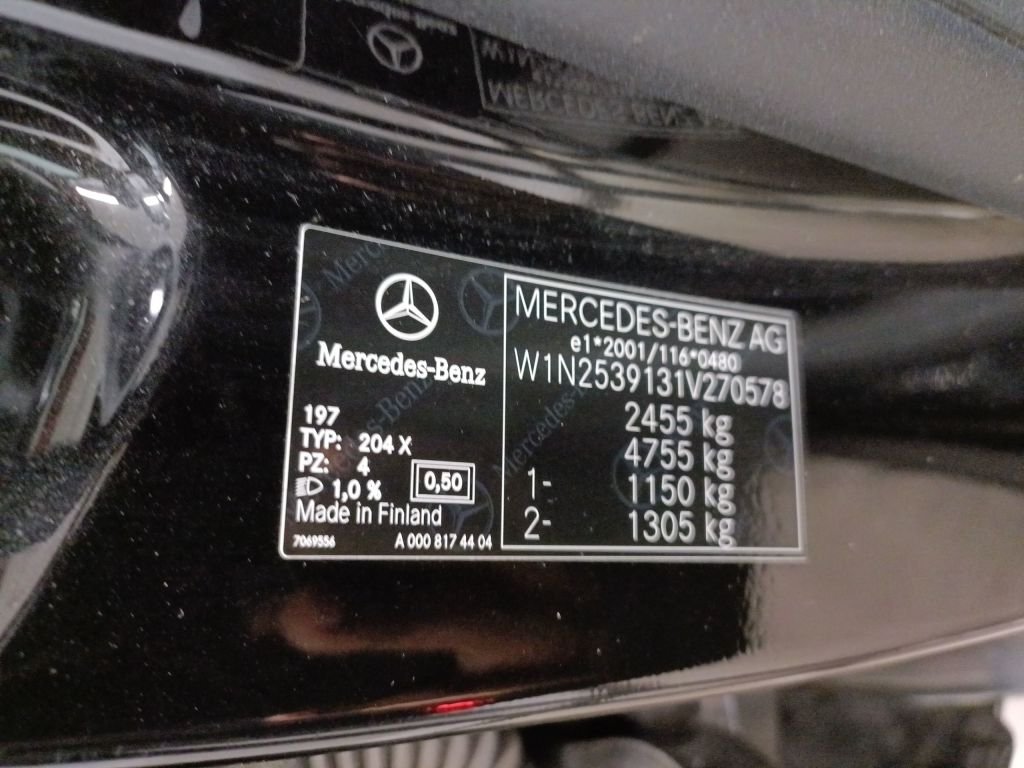 Mercedes-Benz
197
TYP: 204 X
PZ: 4
1,0 %
0,50
Made in Finland
7069556 A 000 817 44 04
MERCEDES-BENZ AG
e1*2001/116*0480
W1N2539131V270578
2455 kg
4755 kg
1- 1150 kg
2- 1305 kg